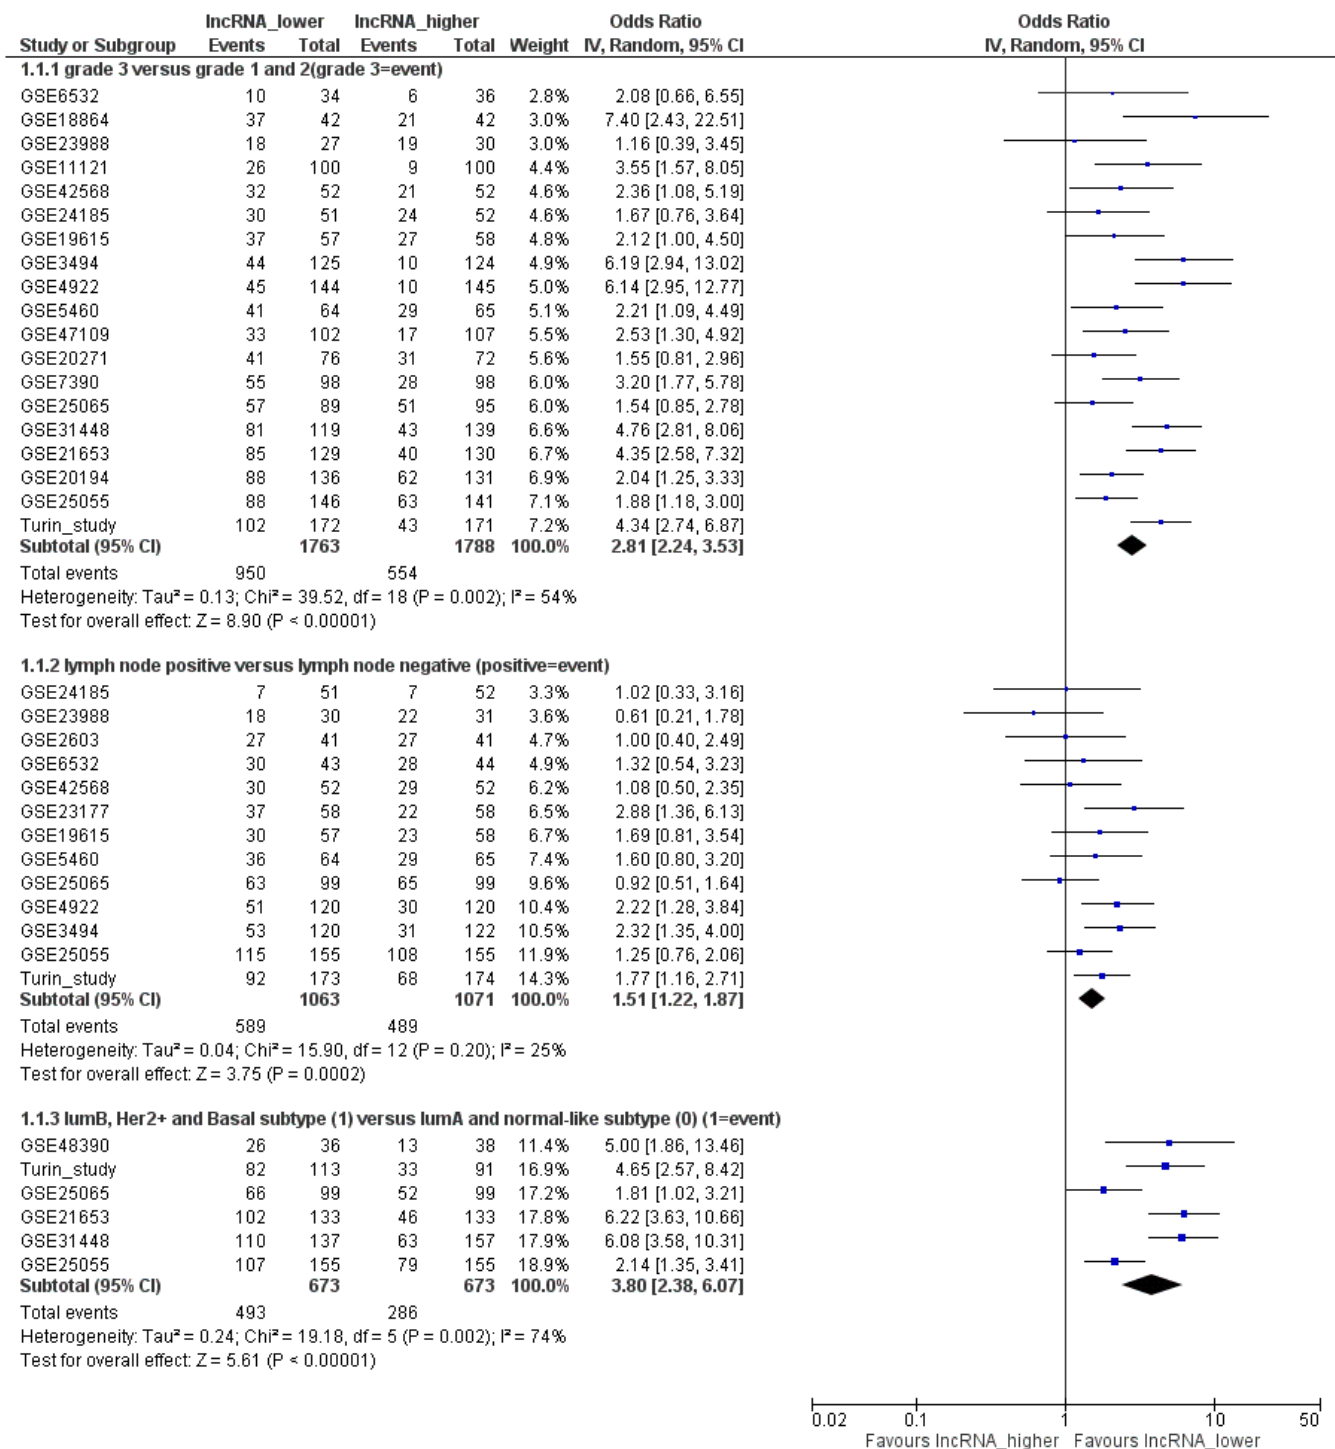 lncRNA_lower lncRNA_higher Odds Ratio Odds Ratio
Study or Subgroup Events Total Events Total Weight IV, Random, 95% CI IV, Random, 95% CI
1.1.1 grade 3 versus grade 1 and 2(grade 3=event)
GSE6532 10 34 6 36 2.8% 2.08 [0.66, 6.55]
GSE18864 37 42 21 42 3.0% 7.40 [2.43, 22.51]
GSE23988 18 27 19 30 3.0% 1.16 [0.39, 3.45]
GSE11121 26 100 9 100 4.4% 3.55 [1.57, 8.05]
GSE42568 32 52 21 52 4.6% 2.36 [1.08, 5.19]
GSE24185 30 51 24 52 4.6% 1.67 [0.76, 3.64]
GSE19615 37 57 27 58 4.8% 2.12 [1.00, 4.50]
GSE3494 44 125 10 124 4.9% 6.19 [2.94, 13.02]
GSE4922 45 144 10 145 5.0% 6.14 [2.95, 12.77]
GSE5460 41 64 29 65 5.1% 2.21 [1.09, 4.49]
GSE47109 33 102 17 107 5.5% 2.53 [1.30, 4.92]
GSE20271 41 76 31 72 5.6% 1.55 [0.81, 2.96]
GSE7390 55 98 28 98 6.0% 3.20 [1.77, 5.78]
GSE25065 57 89 51 95 6.0% 1.54 [0.85, 2.78]
GSE31448 81 119 43 139 6.6% 4.76 [2.81, 8.06]
GSE21653 85 129 40 130 6.7% 4.35 [2.58, 7.32]
GSE20194 88 136 62 131 6.9% 2.04 [1.25, 3.33]
GSE25055 88 146 63 141 7.1% 1.88 [1.18, 3.00]
Turin_study 102 172 43 171 7.2% 4.34 [2.74, 6.87]
Subtotal (95% CI) 1763 1788 100.0% 2.81 [2.24, 3.53]
Total events 950 554
Heterogeneity: Tau² = 0.13; Chi² = 39.52, df = 18 (P = 0.002); I² = 54%
Test for overall effect: Z = 8.90 (P < 0.00001)
1.1.2 lymph node positive versus lymph node negative (positive=event)
GSE24185 7 51 7 52 3.3% 1.02 [0.33, 3.16]
GSE23988 18 30 22 31 3.6% 0.61 [0.21, 1.78]
GSE2603 27 41 27 41 4.7% 1.00 [0.40, 2.49]
GSE6532 30 43 28 44 4.9% 1.32 [0.54, 3.23]
GSE42568 30 52 29 52 6.2% 1.08 [0.50, 2.35]
GSE23177 37 58 22 58 6.5% 2.88 [1.36, 6.13]
GSE19615 30 57 23 58 6.7% 1.69 [0.81, 3.54]
GSE5460 36 64 29 65 7.4% 1.60 [0.80, 3.20]
GSE25065 63 99 65 99 9.6% 0.92 [0.51, 1.64]
GSE4922 51 120 30 120 10.4% 2.22 [1.28, 3.84]
GSE3494 53 120 31 122 10.5% 2.32 [1.35, 4.00]
GSE25055 115 155 108 155 11.9% 1.25 [0.76, 2.06]
Turin_study 92 173 68 174 14.3% 1.77 [1.16, 2.71]
Subtotal (95% CI) 1063 1071 100.0% 1.51 [1.22, 1.87]
Total events 589 489
Heterogeneity: Tau² = 0.04; Chi² = 15.90, df = 12 (P = 0.20); I² = 25%
Test for overall effect: Z = 3.75 (P = 0.0002)
1.1.3 lumB, Her2+ and Basal subtype (1) versus lumA and normal-like subtype (0) (1=event)
GSE48390 26 36 13 38 11.4% 5.00 [1.86, 13.46]
Turin_study 82 113 33 91 16.9% 4.65 [2.57, 8.42]
GSE25065 66 99 52 99 17.2% 1.81 [1.02, 3.21]
GSE21653 102 133 46 133 17.8% 6.22 [3.63, 10.66]
GSE31448 110 137 63 157 17.9% 6.08 [3.58, 10.31]
GSE25055 107 155 79 155 18.9% 2.14 [1.35, 3.41]
Subtotal (95% CI) 673 673 100.0% 3.80 [2.38, 6.07]
Total events 493 286
Heterogeneity: Tau² = 0.24; Chi² = 19.18, df = 5 (P = 0.002); I² = 74%
Test for overall effect: Z = 5.61 (P < 0.00001)
0.02 0.1 1 10 50
Favours lncRNA_higher Favours lncRNA_lower